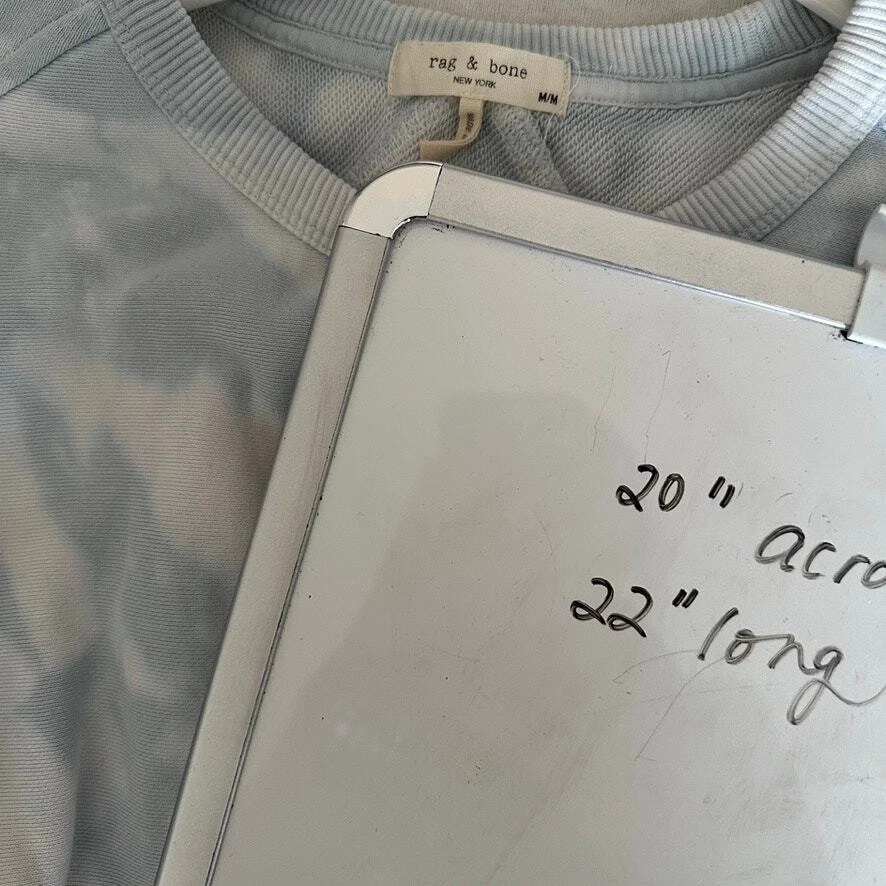 rag & bone
NEW YORK
M/M
20" acro
22" long